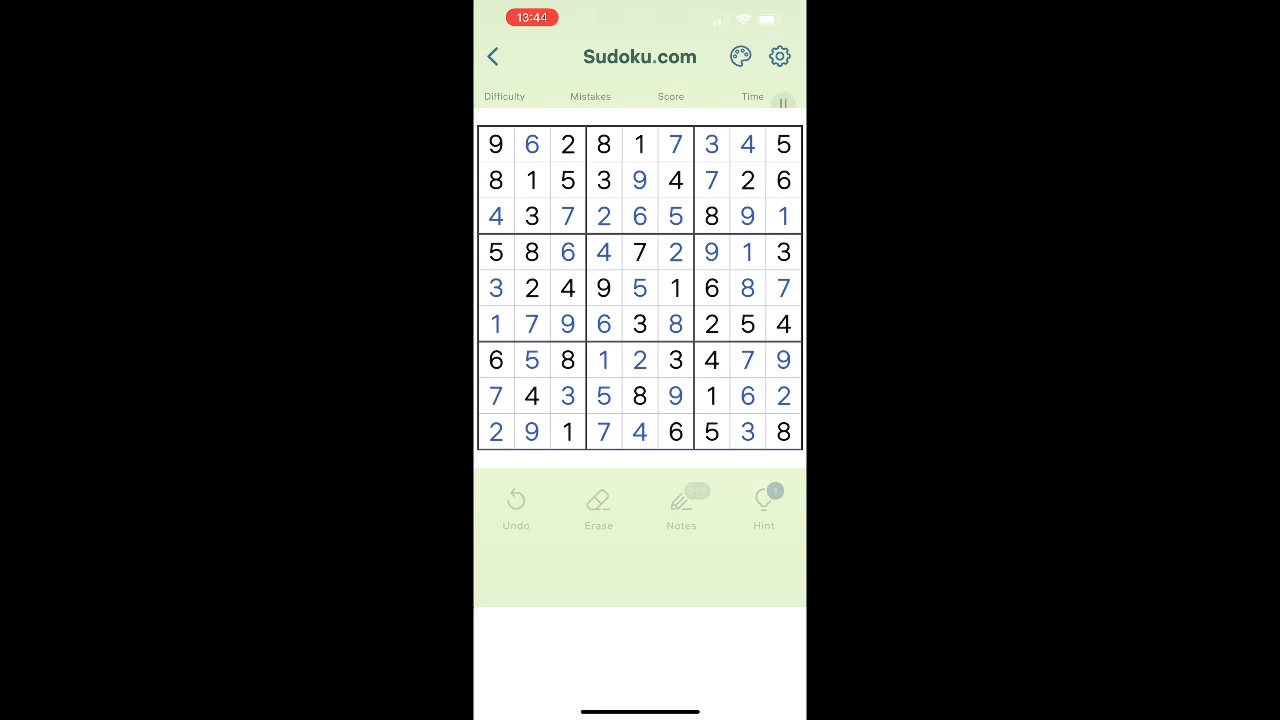 13:44
Sudoku.com
Difficulty Mistakes Score Time
9 6 2 8 1 7 3 4 5
8 1 5 3 9 4 7 2 6
4 3 7 2 6 5 8 9 1
5 8 6 4 7 2 9 1 3
3 2 4 9 5 1 6 8 7
1 7 9 6 3 8 2 5 4
6 5 8 1 2 3 4 7 9
7 4 3 5 8 9 1 6 2
2 9 1 7 4 6 5 3 8
OFF 1
Undo Erase Notes Hint